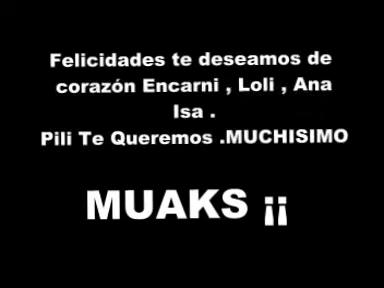 Felicidades te deseamos de
corazón Encarni , Loli , Ana
Isa .
Pili Te Queremos .MUCHISIMO
MUAKS ¡¡